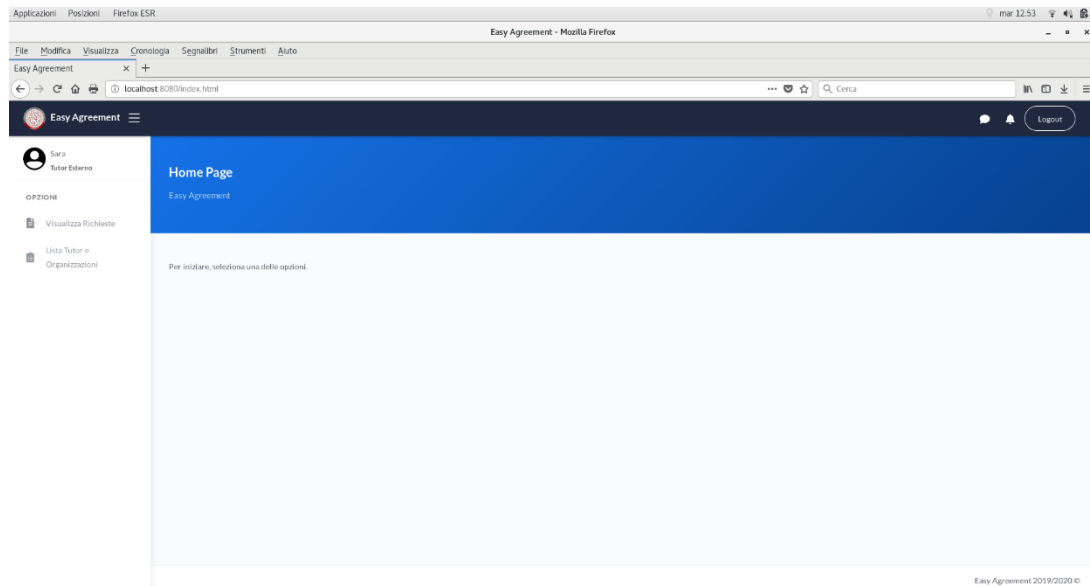 Applicazioni Posizioni Firefox ESR mar 12.53
Easy Agreement - Mozilla Firefox
File Modifica Visualizza Cronologia Segnalibri Strumenti Aiuto
Easy Agreement
localhost:8080/index.html Cerca
Easy Agreement Logout
Sara
Tutor Esterno
Home Page
Easy Agreement
OPZIONI
Visualizza Richieste
Lista Tutor e
Organizzazioni
Per iniziare, seleziona una delle opzioni.
Easy Agreement 2019/2020 ©